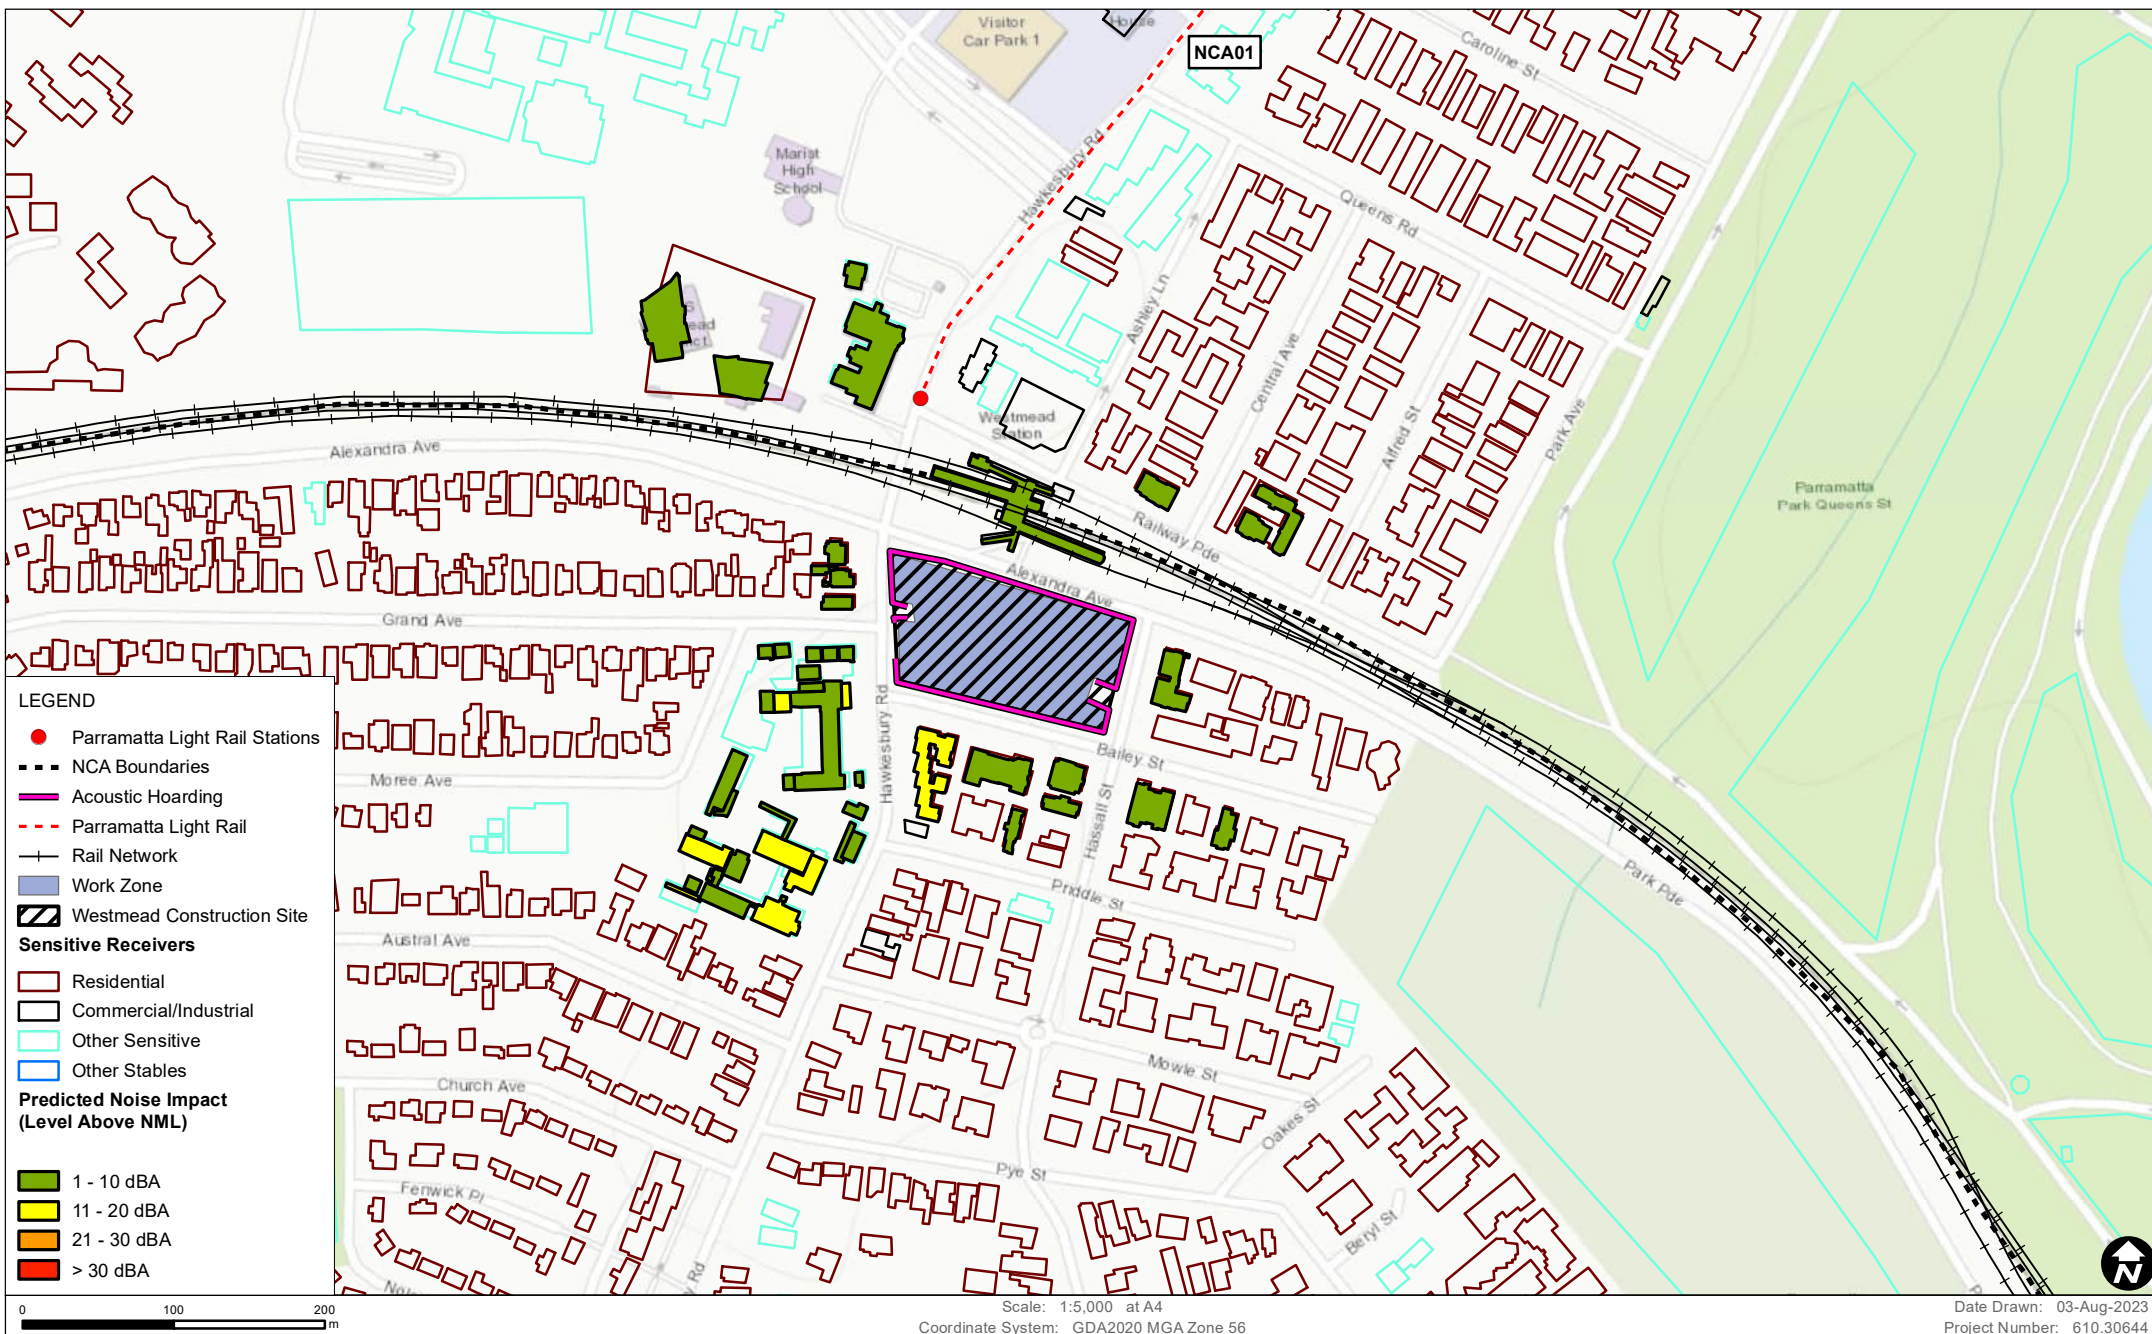 Visitor
Car Park 1
House
NCA01
Caroline St
Marist
High
School
Hawkesbury Rd
Queens Rd
Ashley Ln
Central Ave
Alfred St
Park Ave
Westmead
Station
Parramatta
Park Queens St
Alexandra Ave
Railway Pde
Alexandra Ave
Grand Ave
Hawkesbury Rd
Bailey St
Hassall St
Moree Ave
Priddle St
Park Pde
Austral Ave
Mowle St
Church Ave
Oakes St
Pye St
Fenwick Pl
Beryl St
LEGEND
Parramatta Light Rail Stations
NCA Boundaries
Acoustic Hoarding
Parramatta Light Rail
Rail Network
Work Zone
Westmead Construction Site
Sensitive Receivers
Residential
Commercial/Industrial
Other Sensitive
Other Stables
Predicted Noise Impact
(Level Above NML)
1 - 10 dBA
11 - 20 dBA
21 - 30 dBA
> 30 dBA
N
0 100 200
m
Scale: 1:5,000 at A4
Coordinate System: GDA2020 MGA Zone 56
Date Drawn: 03-Aug-2023
Project Number: 610.30644